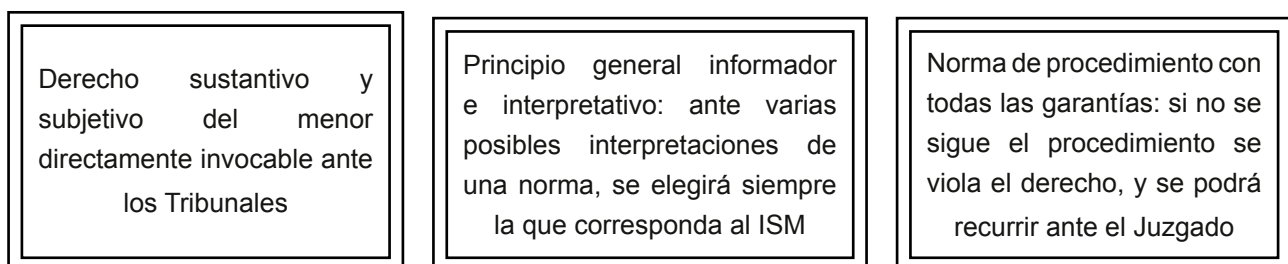 Derecho sustantivo y
subjetivo del menor
directamente invocable ante
los Tribunales
Principio general informador
e interpretativo: ante varias
posibles interpretaciones de
una norma, se elegirá siempre
la que corresponda al ISM
Norma de procedimiento con
todas las garantías: si no se
sigue el procedimiento se
viola el derecho, y se podrá
recurrir ante el Juzgado